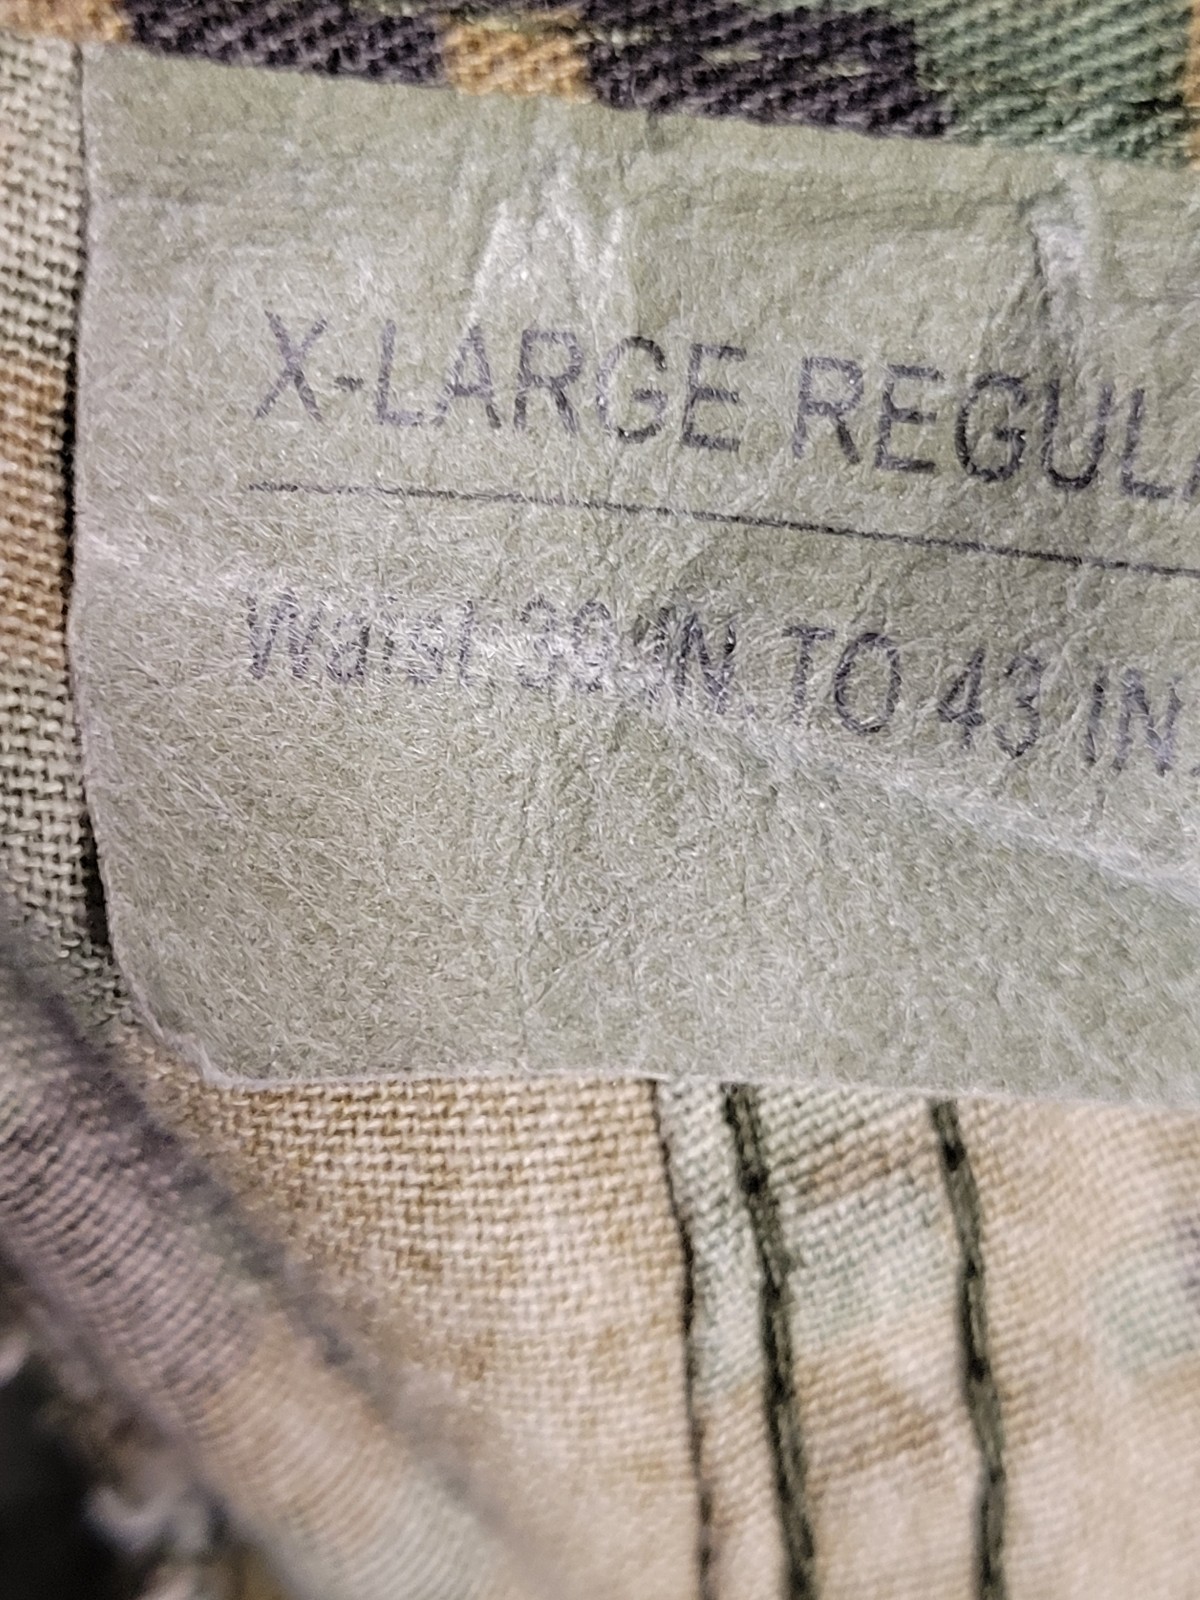 X-LARGE REGUL
Waist 39 IN. TO 43 IN.